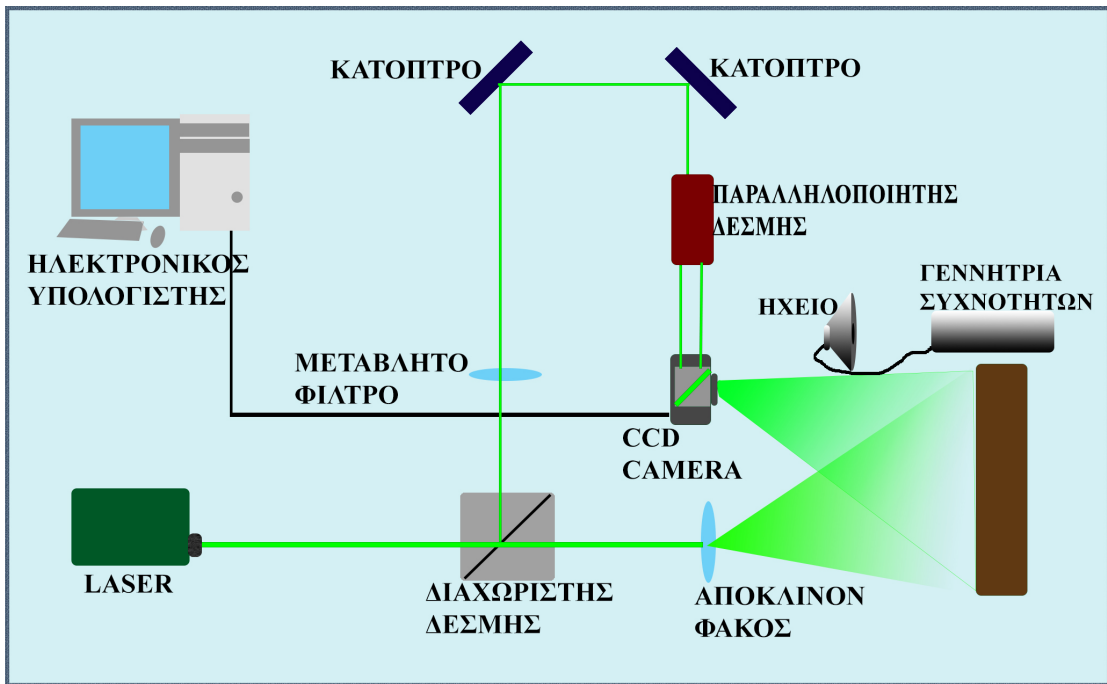 ΚΑΤΟΠΤΡΟ
ΚΑΤΟΠΤΡΟ
ΠΑΡΑΛΛΗΛΟΠΟΙΗΤΗΣ
ΔΕΣΜΗΣ
ΗΛΕΚΤΡΟΝΙΚΟΣ
ΥΠΟΛΟΓΙΣΤΗΣ
ΓΕΝΝΗΤΡΙΑ
ΣΥΧΝΟΤΗΤΩΝ
ΗΧΕΙΟ
ΜΕΤΑΒΛΗΤΟ
ΦΙΛΤΡΟ
CCD
CAMERA
LASER
ΔΙΑΧΩΡΙΣΤΗΣ
ΔΕΣΜΗΣ
ΑΠΟΚΛΙΝΟΝ
ΦΑΚΟΣ